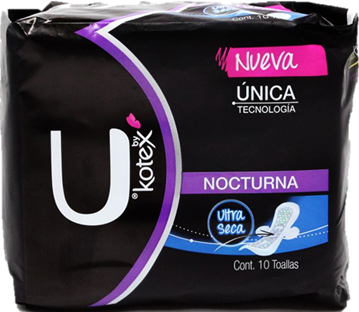 Nueva
ÚNICA
TECNOLOGÍA
U
by
kotex®
NOCTURNA
Ultra
Seca
Cont. 10 Toallas